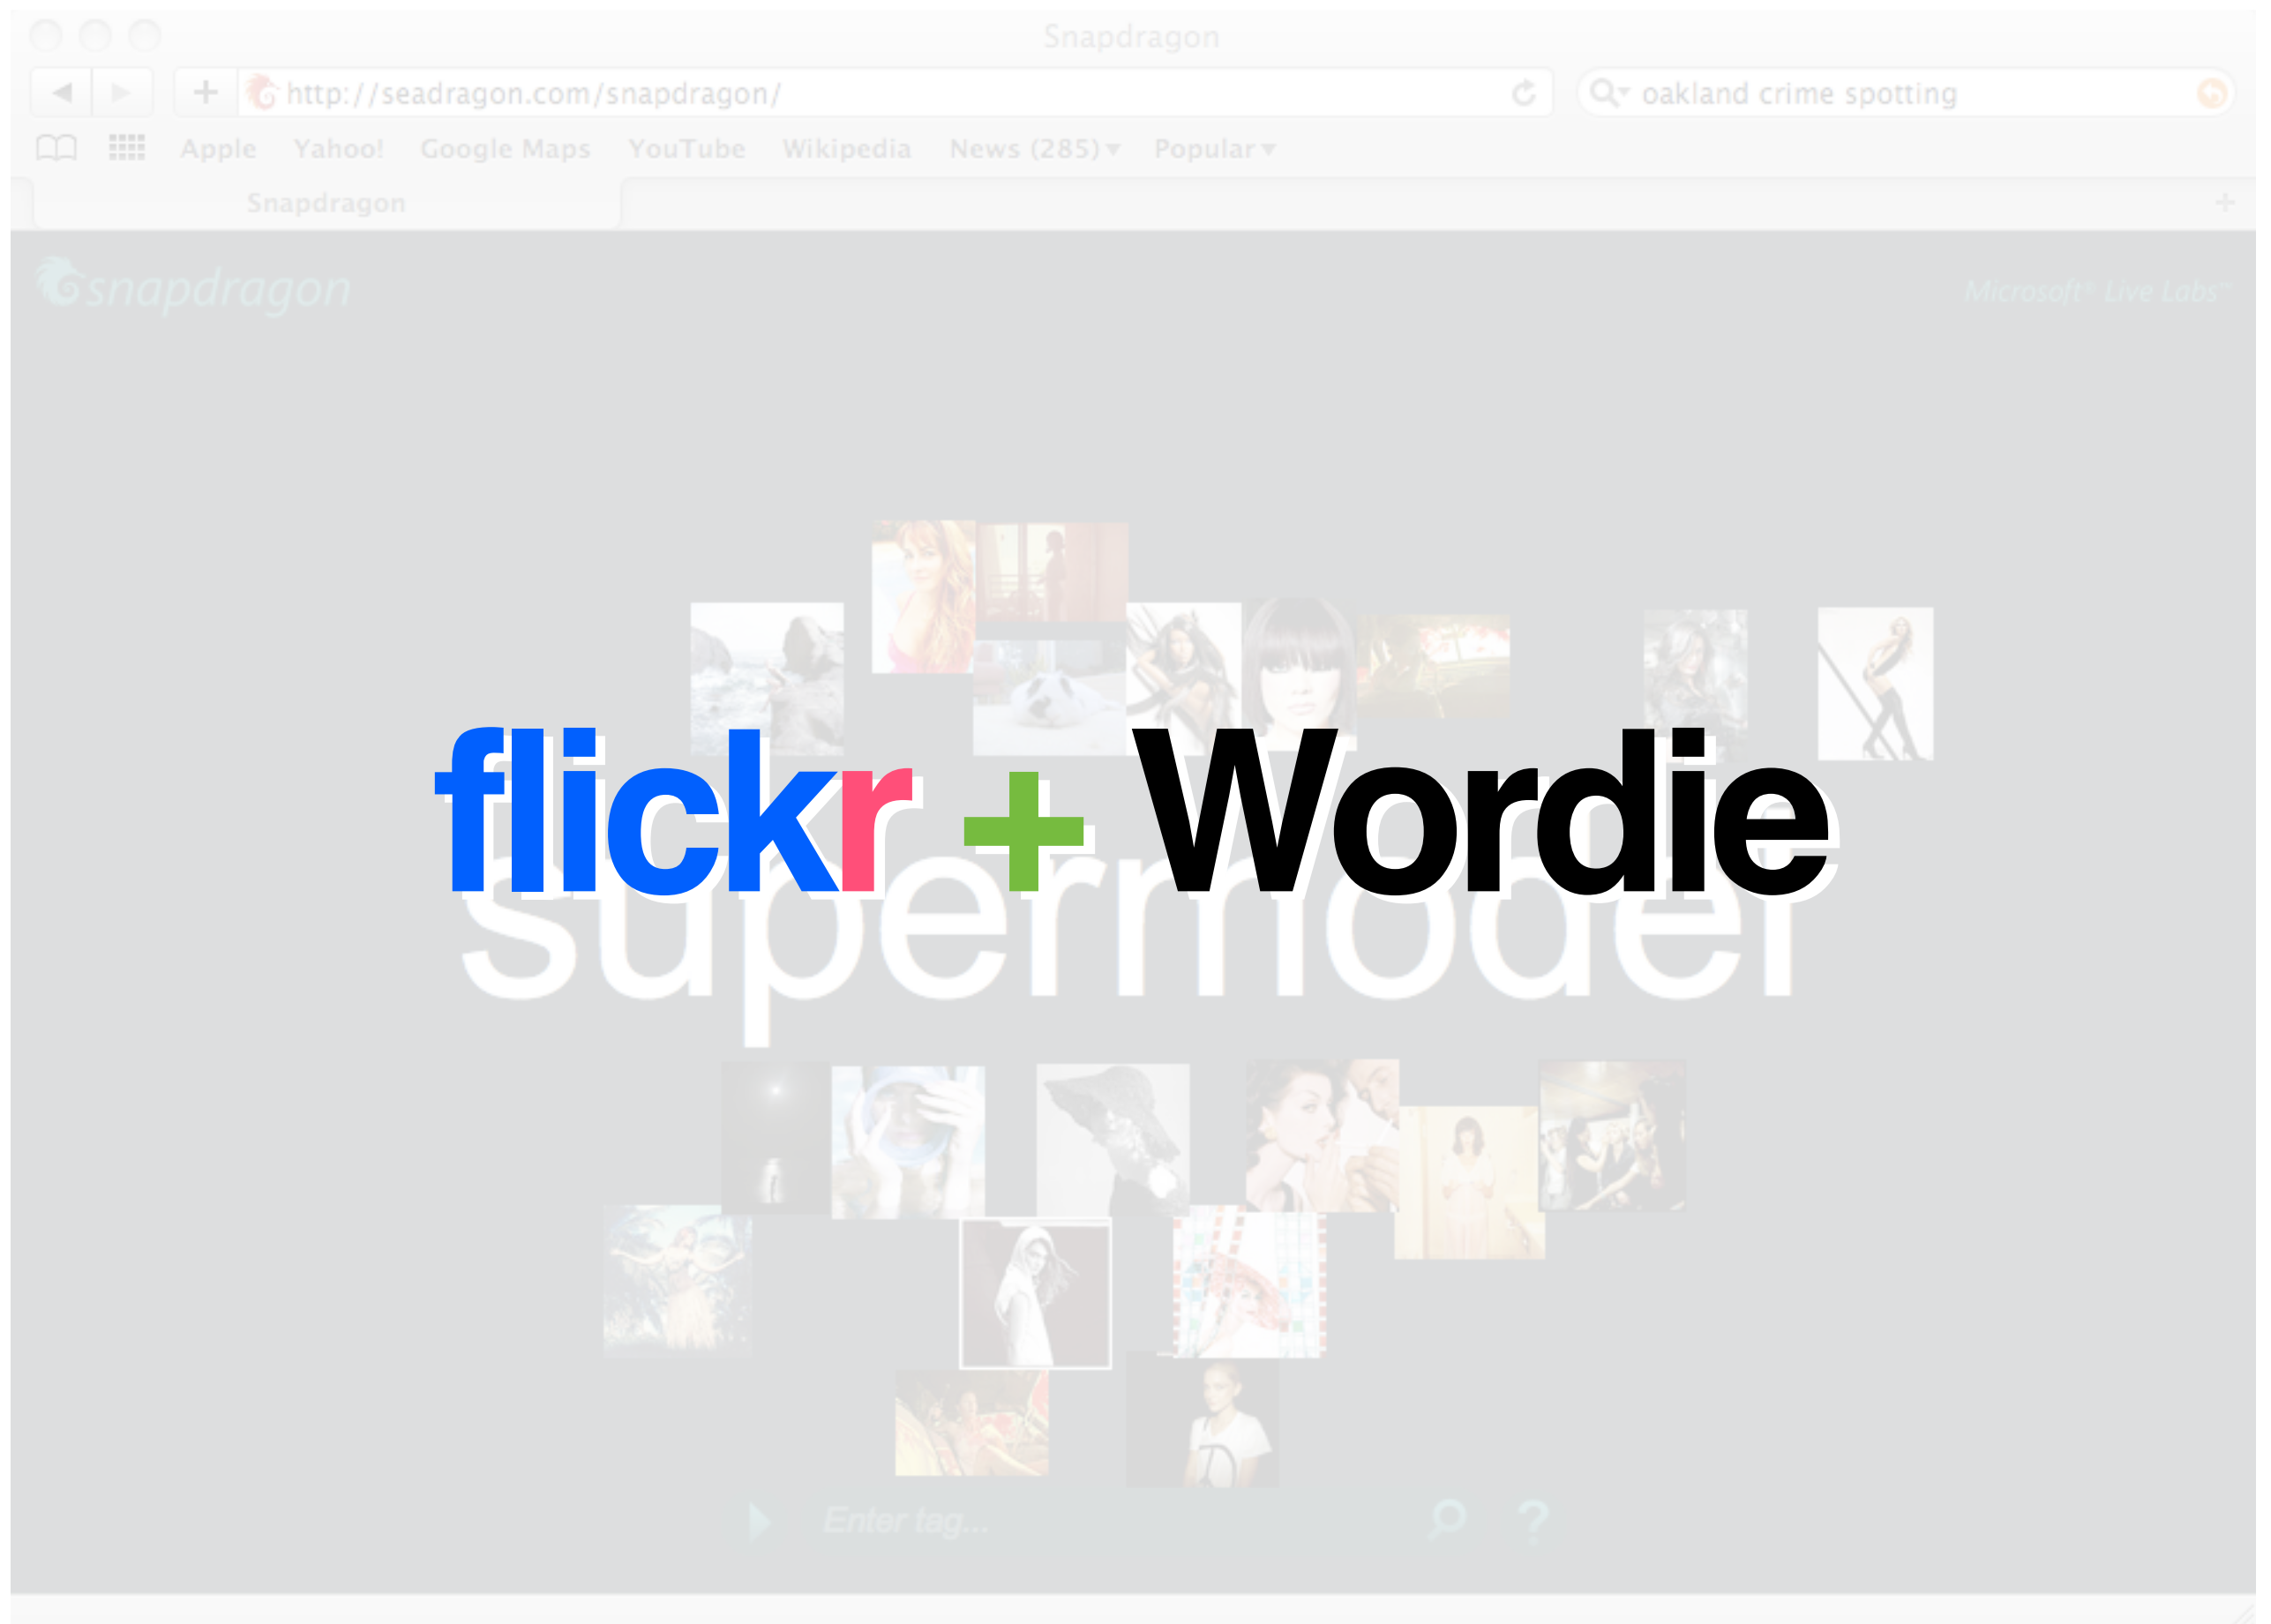 Snapdragon
http://seadragon.com/snapdragon/ oakland crime spotting
Apple Yahoo! Google Maps YouTube Wikipedia News (285) Popular
Snapdragon
snapdragon Microsoft® Live Labs™
flickr + Wordie
supermodel
Enter tag... ?